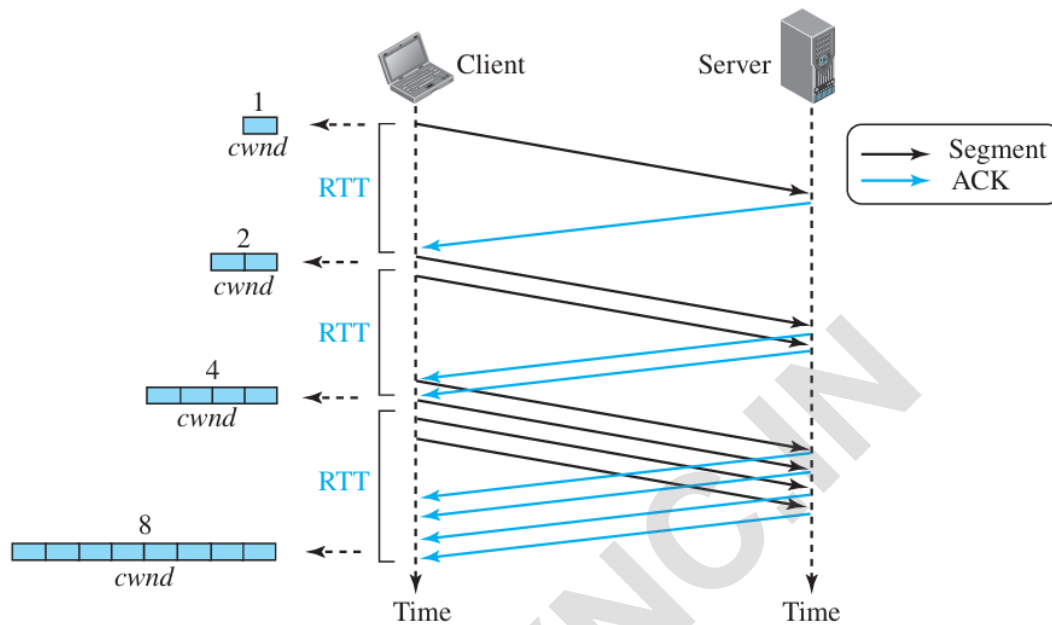 Client
Server
1
cwnd
Segment
ACK
RTT
2
cwnd
RTT
4
cwnd
RTT
8
cwnd
Time
Time